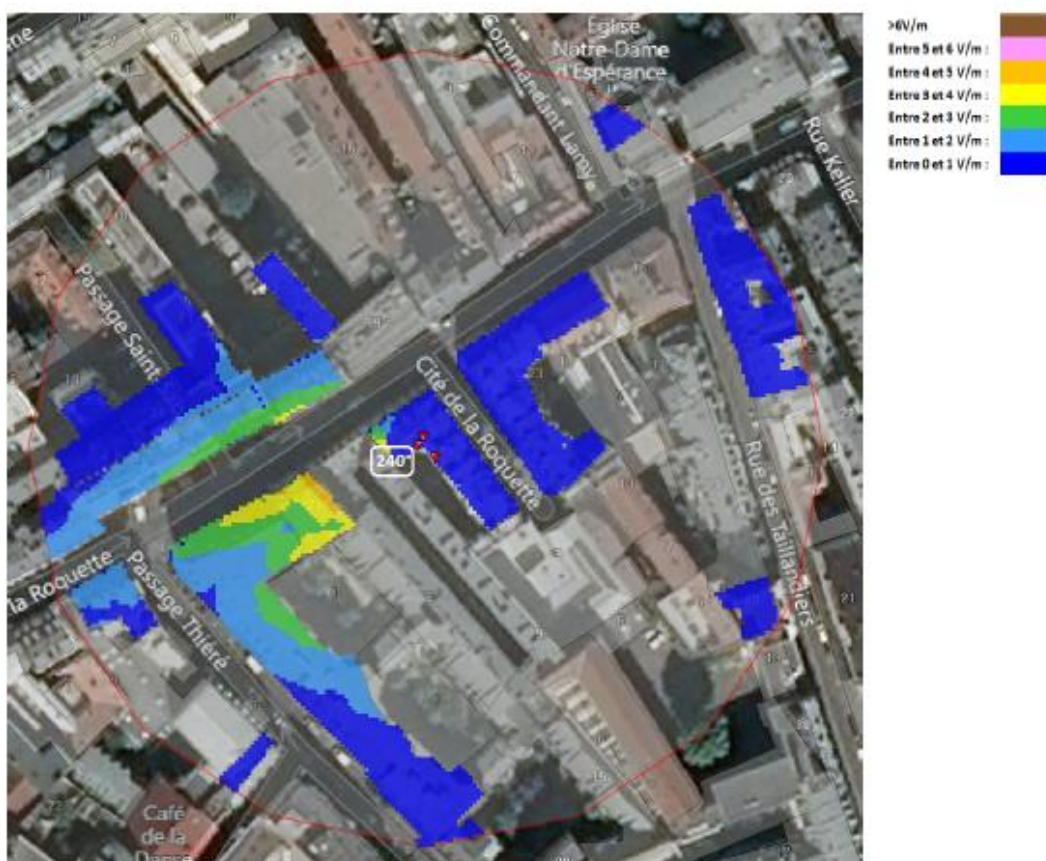 Église
Notre-Dame
d'Espérance
Commandant Lamy
Rue Keller
Passage Saint-
Cité de la Roquette
240°
Rue des Taillandiers
la Roquette
Passage Thiéré
Café
de la
Danse
>6V/m
Entre 5 et 6 V/m :
Entre 4 et 5 V/m :
Entre 3 et 4 V/m :
Entre 2 et 3 V/m :
Entre 1 et 2 V/m :
Entre 0 et 1 V/m :